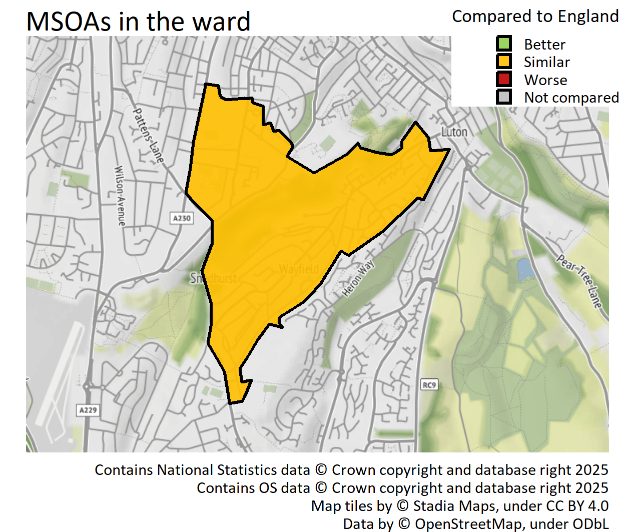 MSOAs in the ward
Compared to England
Better
Similar
Worse
Not compared
Luton
Pattens-Lane
Wilson-Avenue
A230
Heron-Way
Pear-Tree-Lane
RC9
A229
Contains National Statistics data © Crown copyright and database right 2025
Contains OS data © Crown copyright and database right 2025
Map tiles by © Stadia Maps, under CC BY 4.0
Data by © OpenStreetMap, under ODbL